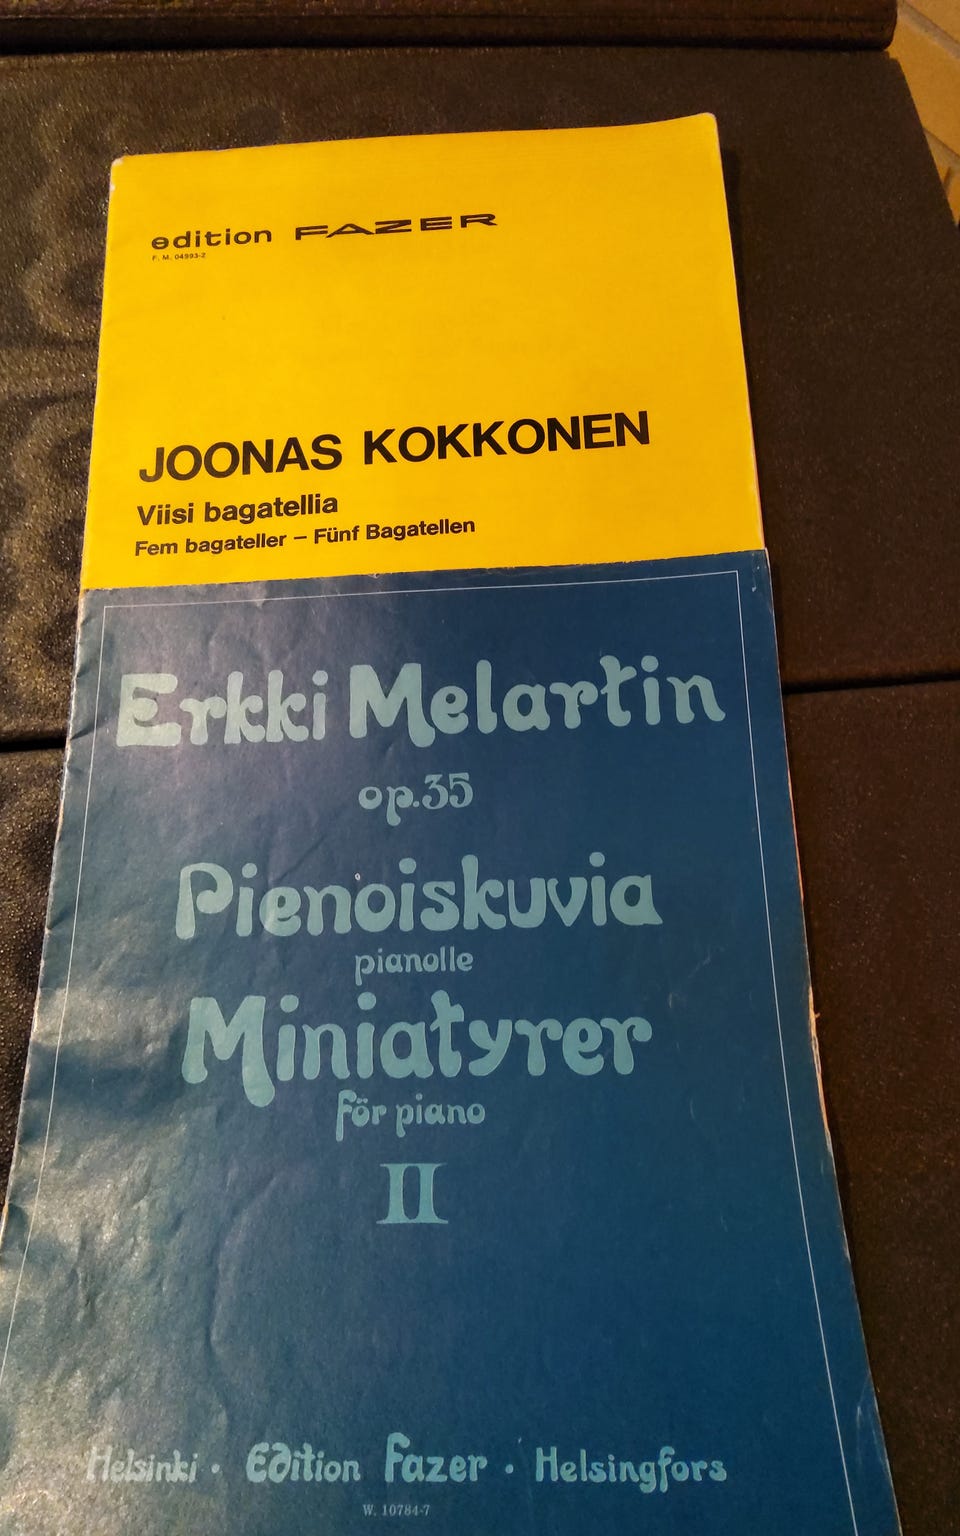 edition FAZER
F. M. 04993-2
JOONAS KOKKONEN
Viisi bagatellia
Fem bagateller – Fünf Bagatellen
Erkki Melartin
op.35
Pienoiskuvia
pianolle
Miniatyrer
för piano
II
Helsinki · Edition Fazer · Helsingfors
W. 10784-7